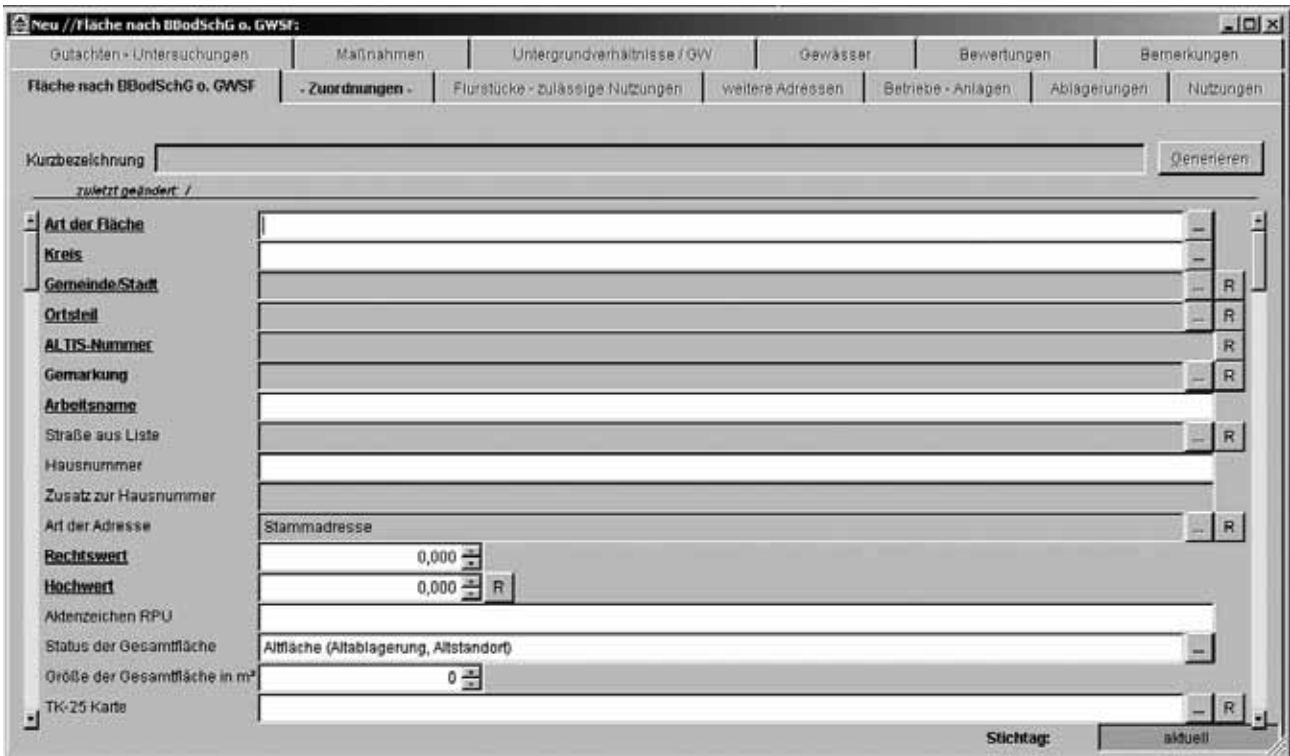 Neu //Fläche nach BBodSchG o. GWSF:
Gutachten - Untersuchungen Maßnahmen Untergrundverhältnisse / GW Gewässer Bewertungen Bemerkungen
Fläche nach BBodSchG o. GWSF - Zuordnungen - Flurstücke - zulässige Nutzungen weitere Adressen Betriebe - Anlagen Ablagerungen Nutzungen
Kurzbezeichnung Generieren
zuletzt geändert: /
Art der Fläche ...
Kreis ...
Gemeinde/Stadt ... R
Ortsteil ... R
ALTIS-Nummer R
Gemarkung ... R
Arbeitsname
Straße aus Liste ... R
Hausnummer
Zusatz zur Hausnummer
Art der Adresse Stammadresse ... R
Rechtswert 0,000
Hochwert 0,000 R
Aktenzeichen RPU
Status der Gesamtfläche Altfläche (Altablagerung, Altstandort) ...
Größe der Gesamtfläche in m² 0
TK-25 Karte ... R
Stichtag: aktuell